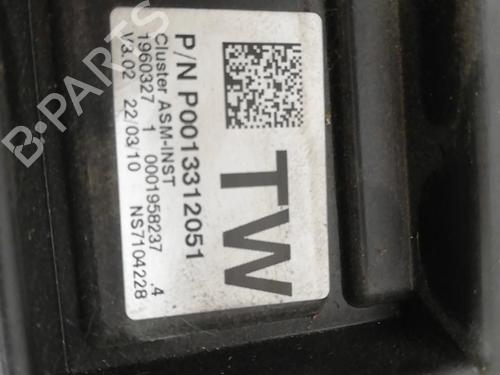 P/N P0013312051
Cluster ASM-INST
1960327 1 0001958237 4
V3.02 22/03/10 NS7104228
TW
B-PARTS